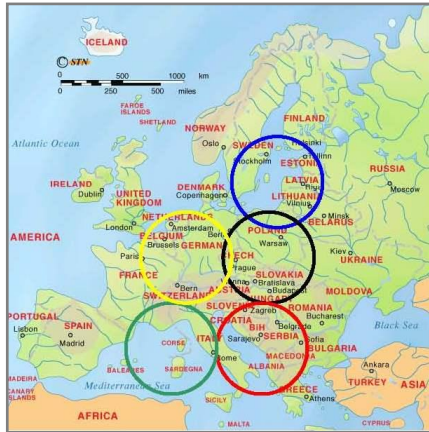 ICELAND
© STN
0 500 1000 km
0 500 miles
FAROE
ISLANDS
SHETLAND
FINLAND
NORWAY
Oslo
SWEDEN
Helsinki
Stockholm
Tallinn
ESTONIA
Atlantic Ocean
RUSSIA
Moscow
LATVIA
Riga
LITHUANIA
Vilnius
IRELAND
Dublin
DENMARK
Copenhagen
UNITED
KINGDOM
Minsk
BELARUS
London
NETHERLANDS
Amsterdam
AMERICA
BELGIUM
Brussels
GERMANY
POLAND
Warsaw
Kiev
UKRAINE
Paris
CZECH
Prague
FRANCE
SLOVAKIA
Bratislava
Bern
SWITZERLAND
AUSTRIA
Budapest
HUNGARY
MOLDOVA
SLOVENIA
Zagreb
ROMANIA
CROATIA
Bucharest
PORTUGAL
SPAIN
Lisbon
Madrid
BIH
Belgrade
Black Sea
ITALY
Sarajevo
SERBIA
Sofia
BULGARIA
CORSE
Rome
MACEDONIA
ALBANIA
BALEARES
SARDEGNA
Ankara
TURKEY
ASIA
MADEIRA
Mediterranean Sea
GREECE
CANARY
ISLANDS
SICILY
Athens
AFRICA
MALTA
CYPRUS